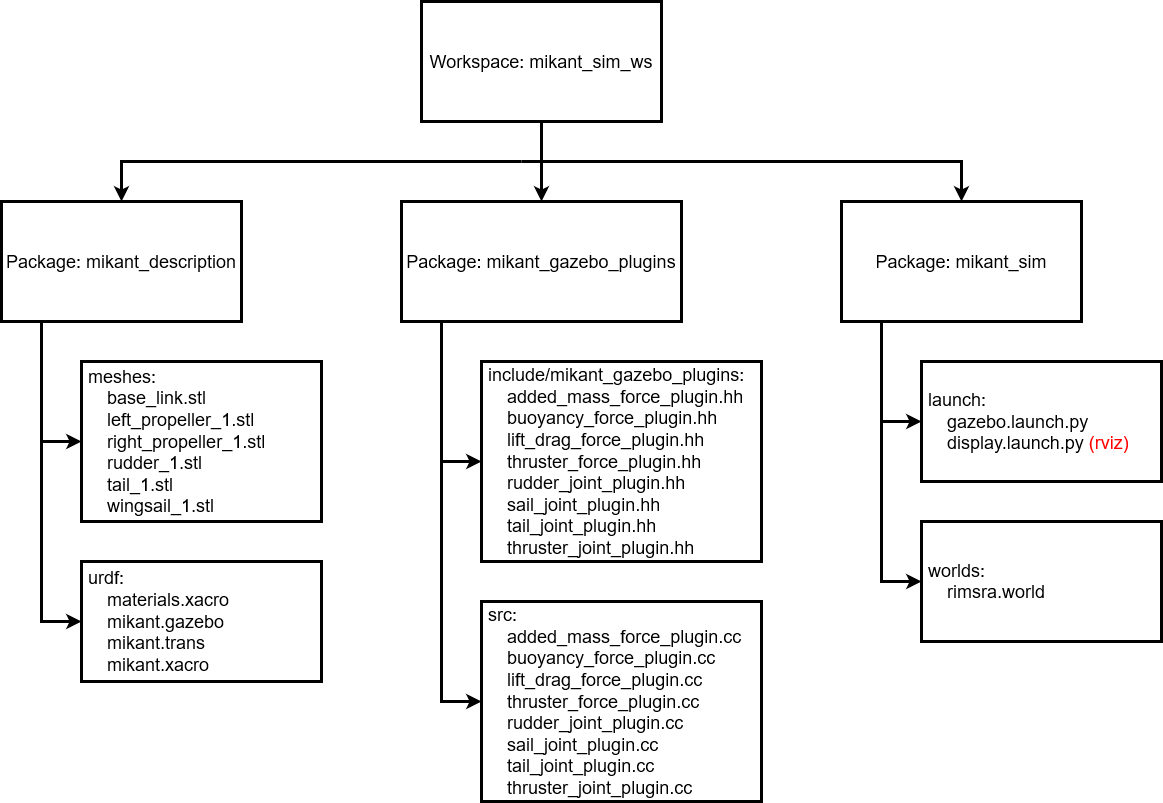 Workspace: mikant_sim_ws
Package: mikant_description
Package: mikant_gazebo_plugins
Package: mikant_sim
meshes:
base_link.stl
left_propeller_1.stl
right_propeller_1.stl
rudder_1.stl
tail_1.stl
wingsail_1.stl
urdf:
materials.xacro
mikant.gazebo
mikant.trans
mikant.xacro
include/mikant_gazebo_plugins:
added_mass_force_plugin.hh
buoyancy_force_plugin.hh
lift_drag_force_plugin.hh
thruster_force_plugin.hh
rudder_joint_plugin.hh
sail_joint_plugin.hh
tail_joint_plugin.hh
thruster_joint_plugin.hh
src:
added_mass_force_plugin.cc
buoyancy_force_plugin.cc
lift_drag_force_plugin.cc
thruster_force_plugin.cc
rudder_joint_plugin.cc
sail_joint_plugin.cc
tail_joint_plugin.cc
thruster_joint_plugin.cc
launch:
gazebo.launch.py
display.launch.py (rviz)
worlds:
rimsra.world